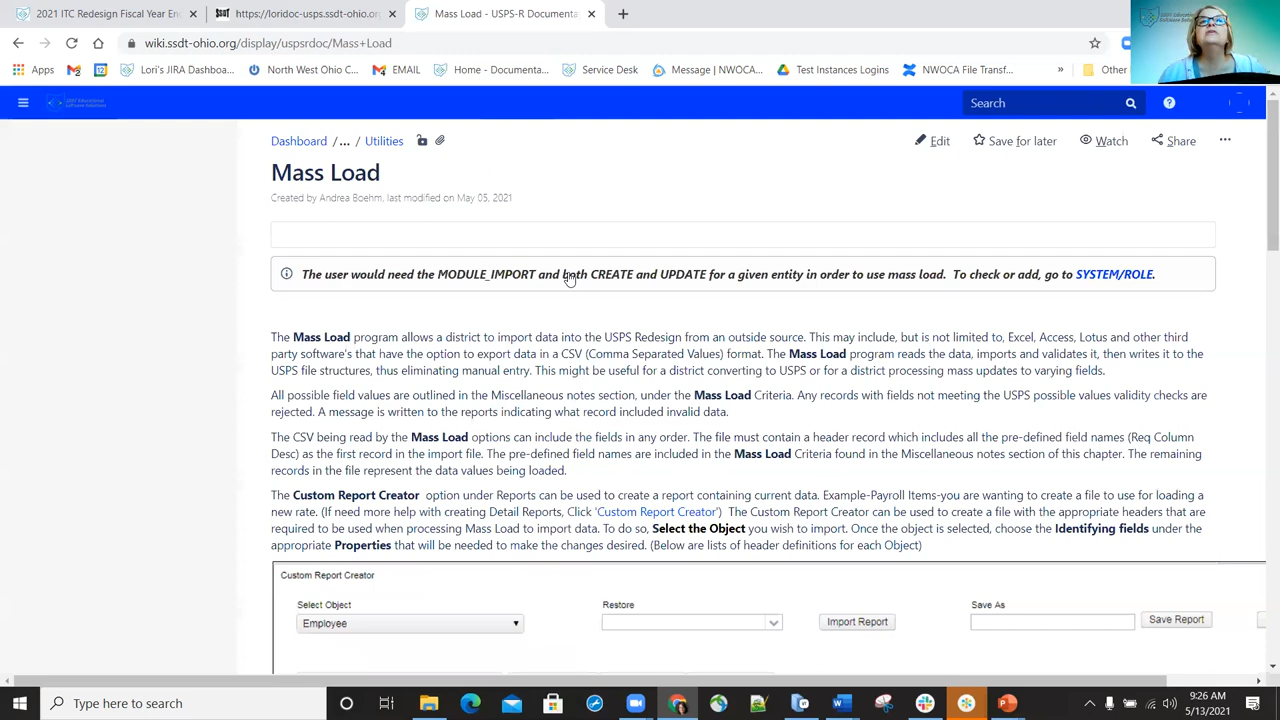 2021 ITC Redesign Fiscal Year En
https://loridoc-usps.ssdt-ohio.org
Mass Load - USPS-R Documenta
wiki.ssdt-ohio.org/display/uspsrdoc/Mass+Load
Apps
Lori's JIRA Dashboa...
North West Ohio C...
EMAIL
Home - Documenta...
Service Desk
Message | NWOCA...
Test Instances Logins
NWOCA File Transf...
»
Other
Search
Dashboard /... / Utilities
Edit
Save for later
Watch
Share
Mass Load
Created by Andrea Boehm, last modified on May 05, 2021
The user would need the MODULE_IMPORT and both CREATE and UPDATE for a given entity in order to use mass load. To check or add, go to SYSTEM/ROLE.
The Mass Load program allows a district to import data into the USPS Redesign from an outside source. This may include, but is not limited to, Excel, Access, Lotus and other third
party software's that have the option to export data in a CSV (Comma Separated Values) format. The Mass Load program reads the data, imports and validates it, then writes it to the
USPS file structures, thus eliminating manual entry. This might be useful for a district converting to USPS or for a district processing mass updates to varying fields.
All possible field values are outlined in the Miscellaneous notes section, under the Mass Load Criteria. Any records with fields not meeting the USPS possible values validity checks are
rejected. A message is written to the reports indicating what record included invalid data.
The CSV being read by the Mass Load options can include the fields in any order. The file must contain a header record which includes all the pre-defined field names (Req Column
Desc) as the first record in the import file. The pre-defined field names are included in the Mass Load Criteria found in the Miscellaneous notes section of this chapter. The remaining
records in the file represent the data values being loaded.
The Custom Report Creator option under Reports can be used to create a report containing current data. Example-Payroll Items-you are wanting to create a file to use for loading a
new rate. (If need more help with creating Detail Reports, Click 'Custom Report Creator') The Custom Report Creator can be used to create a file with the appropriate headers that are
required to be used when processing Mass Load to import data. To do so, Select the Object you wish to import. Once the object is selected, choose the Identifying fields under the
appropriate Properties that will be needed to make the changes desired. (Below are lists of header definitions for each Object)
Custom Report Creator
Select Object
Restore
Save As
Employee
Import Report
Save Report
Type here to search
9:26 AM
5/13/2021